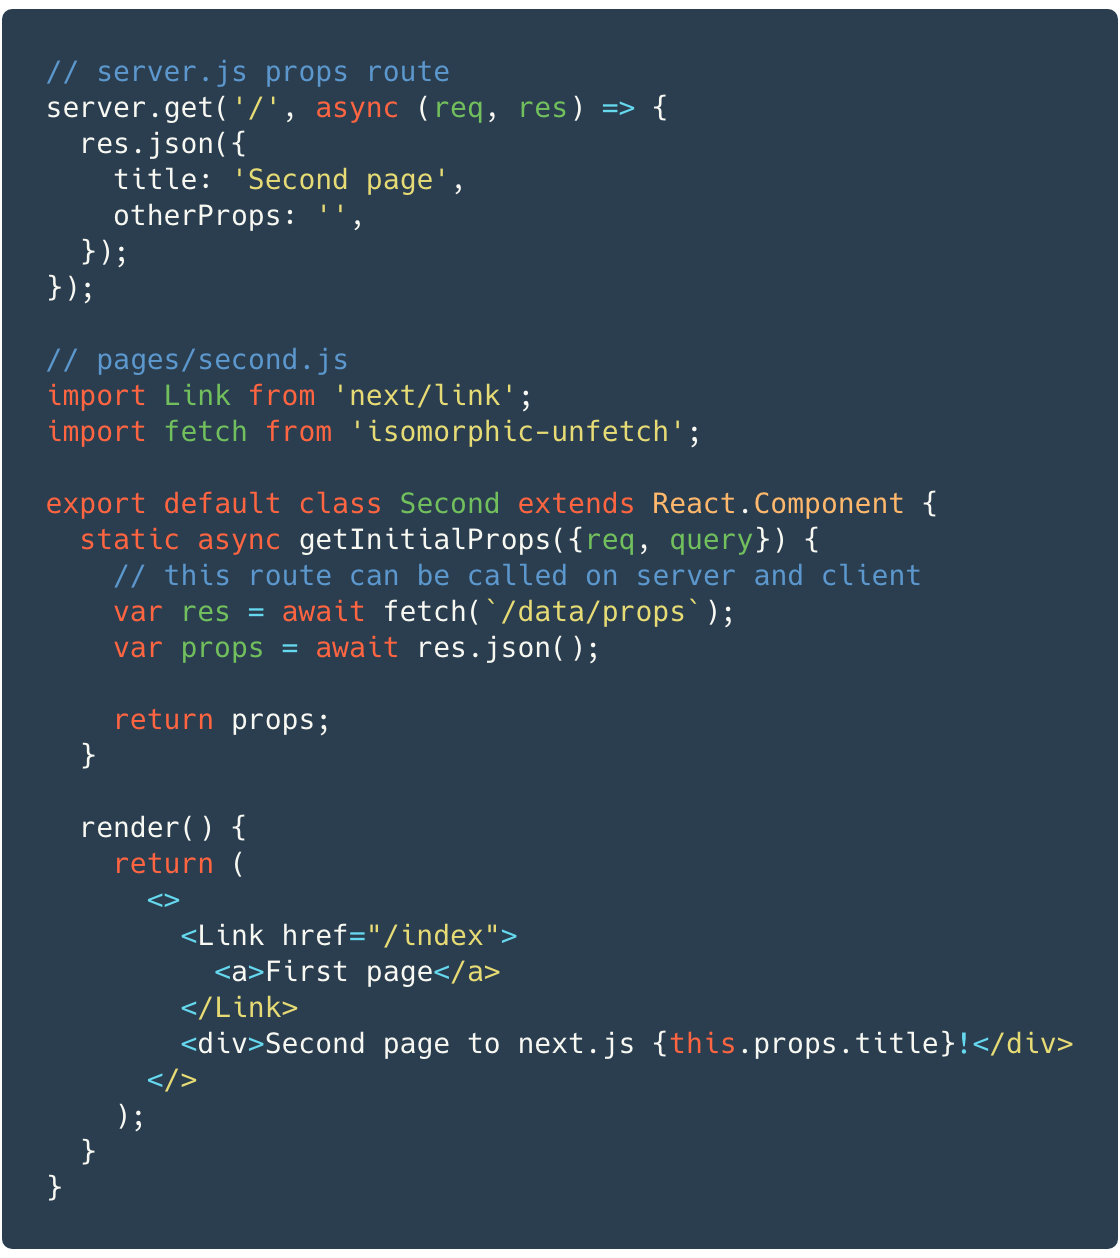 // server.js props route
server.get('/', async (req, res) => {
  res.json({
    title: 'Second page',
    otherProps: '',
  });
});

// pages/second.js
import Link from 'next/link';
import fetch from 'isomorphic-unfetch';

export default class Second extends React.Component {
  static async getInitialProps({req, query}) {
    // this route can be called on server and client
    var res = await fetch(`/data/props`);
    var props = await res.json();

    return props;
  }

  render() {
    return (
      <>
        <Link href="/index">
          <a>First page</a>
        </Link>
        <div>Second page to next.js {this.props.title}!</div>
      </>
    );
  }
}